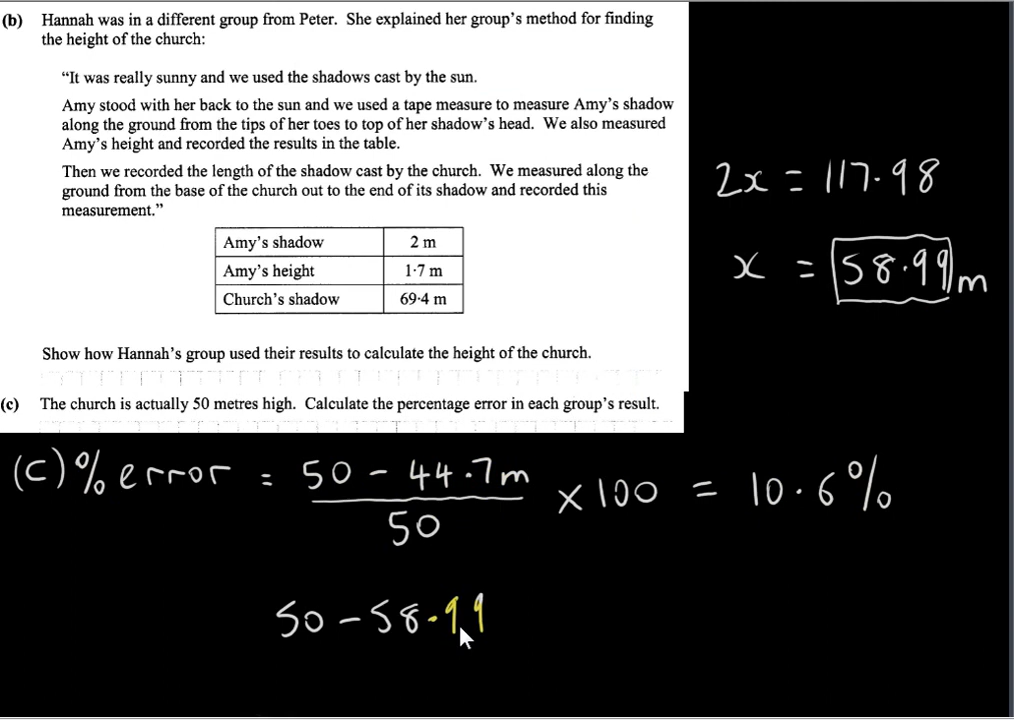 (b) Hannah was in a different group from Peter. She explained her group's method for finding
the height of the church:
"It was really sunny and we used the shadows cast by the sun.
Amy stood with her back to the sun and we used a tape measure to measure Amy's shadow
along the ground from the tips of her toes to top of her shadow's head. We also measured
Amy's height and recorded the results in the table.
Then we recorded the length of the shadow cast by the church. We measured along the
ground from the base of the church out to the end of its shadow and recorded this
measurement."
Amy's shadow 2 m
Amy's height 1·7 m
Church's shadow 69·4 m
Show how Hannah's group used their results to calculate the height of the church.
2x = 117.98
x = 58.99 m
(c) The church is actually 50 metres high. Calculate the percentage error in each group's result.
(C) % error = 50 - 44.7m / 50 × 100 = 10.6%
50 - 58.99